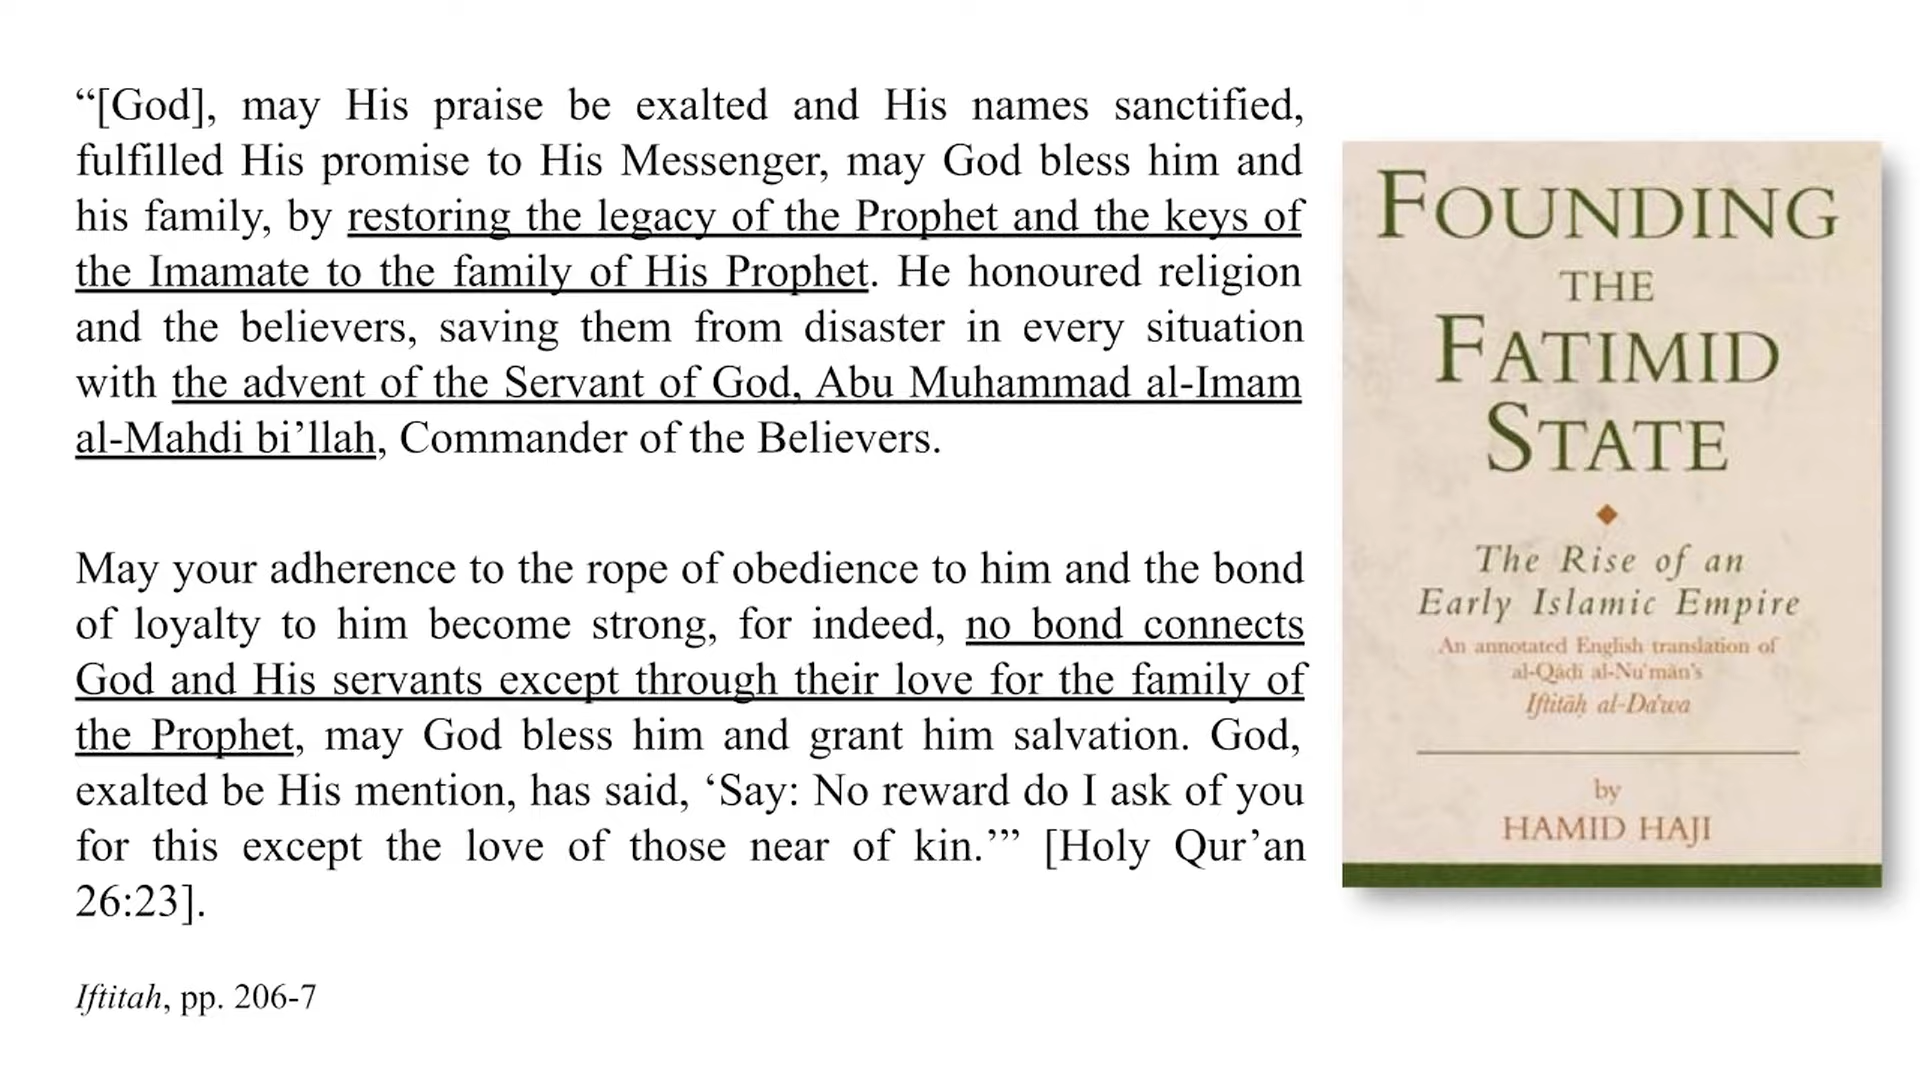 “[God], may His praise be exalted and His names sanctified,
fulfilled His promise to His Messenger, may God bless him and
his family, by restoring the legacy of the Prophet and the keys of
the Imamate to the family of His Prophet. He honoured religion
and the believers, saving them from disaster in every situation
with the advent of the Servant of God, Abu Muhammad al-Imam
al-Mahdi bi’llah, Commander of the Believers.
May your adherence to the rope of obedience to him and the bond
of loyalty to him become strong, for indeed, no bond connects
God and His servants except through their love for the family of
the Prophet, may God bless him and grant him salvation. God,
exalted be His mention, has said, ‘Say: No reward do I ask of you
for this except the love of those near of kin.’” [Holy Qur’an
26:23].
Iftitah, pp. 206-7
FOUNDING
THE
FATIMID
STATE
The Rise of an
Early Islamic Empire
An annotated English translation of
al-Qāḍī al-Nuʿmān’s
Iftitāḥ al-Daʿwa
by
HAMID HAJI